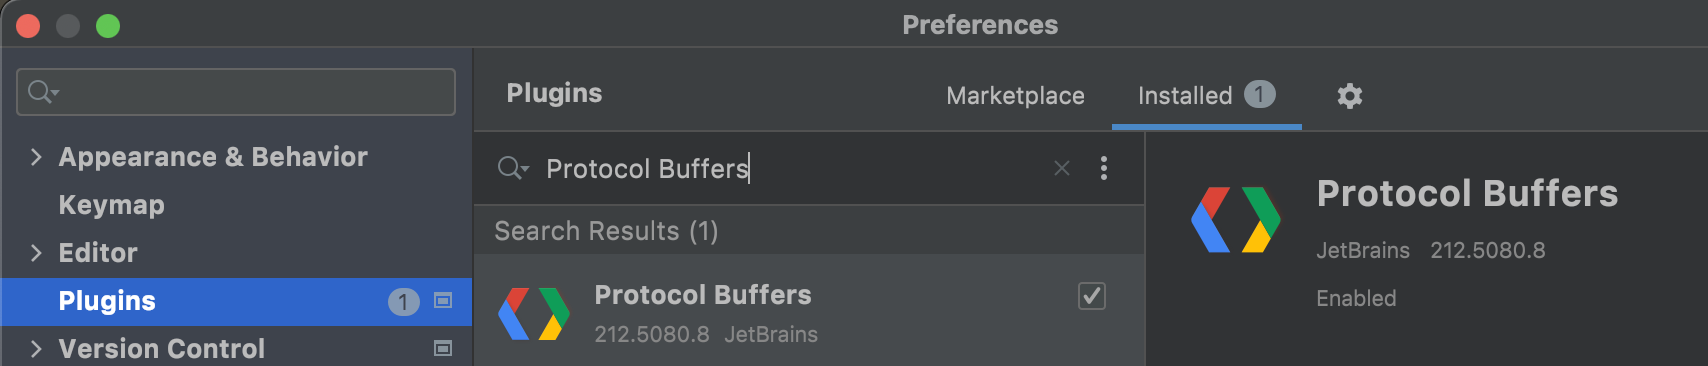 Preferences
Appearance & Behavior
Keymap
Editor
Plugins 1
Version Control
Plugins
Marketplace
Installed 1
Protocol Buffers
Search Results (1)
Protocol Buffers
212.5080.8 JetBrains
Protocol Buffers
JetBrains 212.5080.8
Enabled